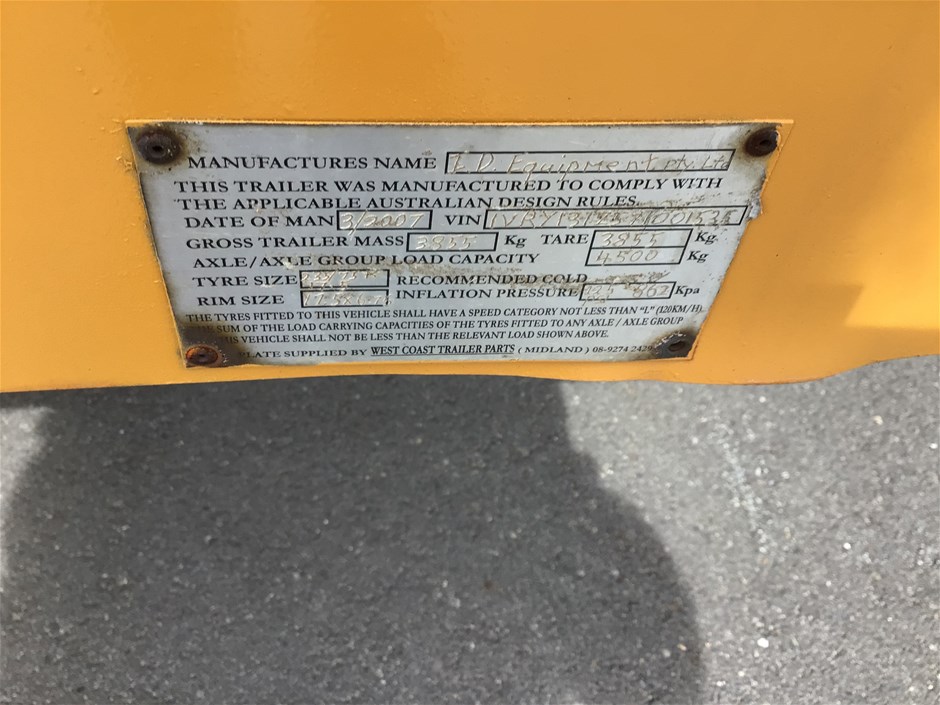 MANUFACTURES NAME E.D. Equipment Pty. Ltd
THIS TRAILER WAS MANUFACTURED TO COMPLY WITH
THE APPLICABLE AUSTRALIAN DESIGN RULES.
DATE OF MAN 3/2007 VIN
GROSS TRAILER MASS 3855 Kg TARE 3855 Kg
AXLE/AXLE GROUP LOAD CAPACITY 4500 Kg
TYRE SIZE RECOMMENDED COLD
RIM SIZE INFLATION PRESSURE Kpa
THE TYRES FITTED TO THIS VEHICLE SHALL HAVE A SPEED CATEGORY NOT LESS THAN "L" (120KM/H).
SUM OF THE LOAD CARRYING CAPACITIES OF THE TYRES FITTED TO ANY AXLE / AXLE GROUP
VEHICLE SHALL NOT BE LESS THAN THE RELEVANT LOAD SHOWN ABOVE.
PLATE SUPPLIED BY WEST COAST TRAILER PARTS ( MIDLAND ) 08-9274